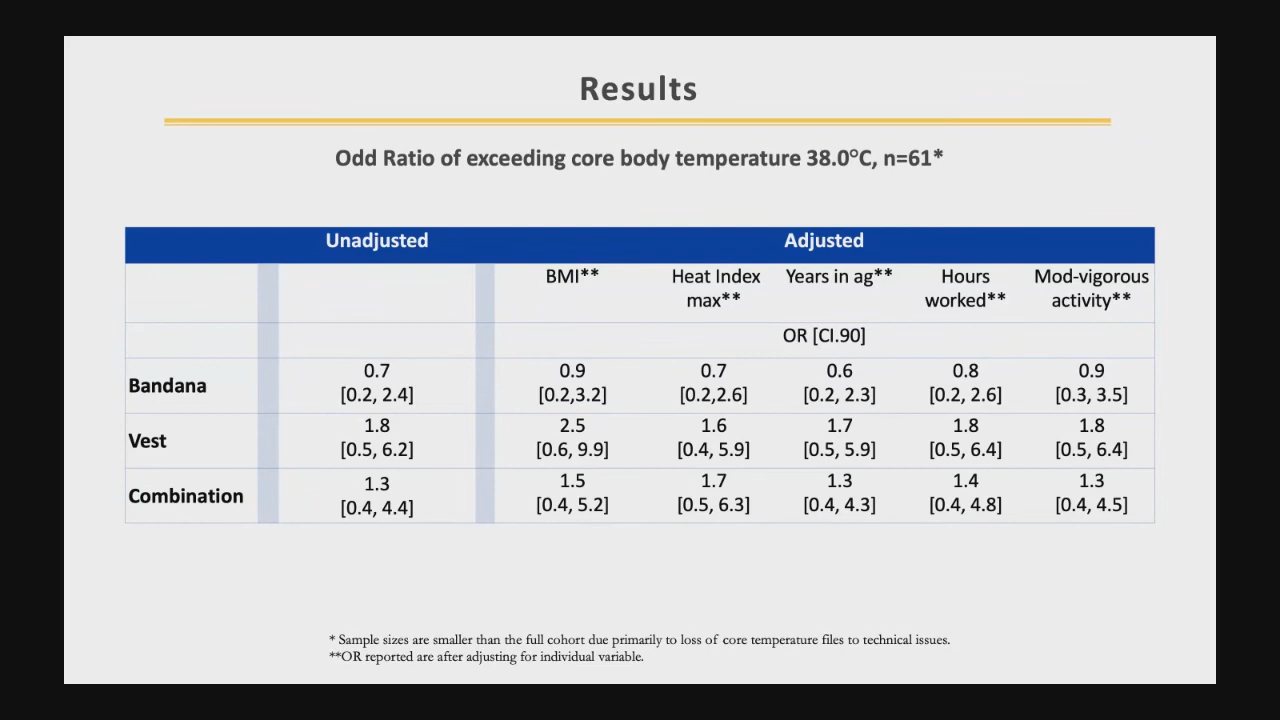 Results
Odd Ratio of exceeding core body temperature 38.0°C, n=61*
Unadjusted Adjusted
BMI** Heat Index max** Years in ag** Hours worked** Mod-vigorous activity**
OR [CI.90]
Bandana 0.7 [0.2, 2.4] 0.9 [0.2,3.2] 0.7 [0.2,2.6] 0.6 [0.2, 2.3] 0.8 [0.2, 2.6] 0.9 [0.3, 3.5]
Vest 1.8 [0.5, 6.2] 2.5 [0.6, 9.9] 1.6 [0.4, 5.9] 1.7 [0.5, 5.9] 1.8 [0.5, 6.4] 1.8 [0.5, 6.4]
Combination 1.3 [0.4, 4.4] 1.5 [0.4, 5.2] 1.7 [0.5, 6.3] 1.3 [0.4, 4.3] 1.4 [0.4, 4.8] 1.3 [0.4, 4.5]
* Sample sizes are smaller than the full cohort due primarily to loss of core temperature files to technical issues.
**OR reported are after adjusting for individual variable.